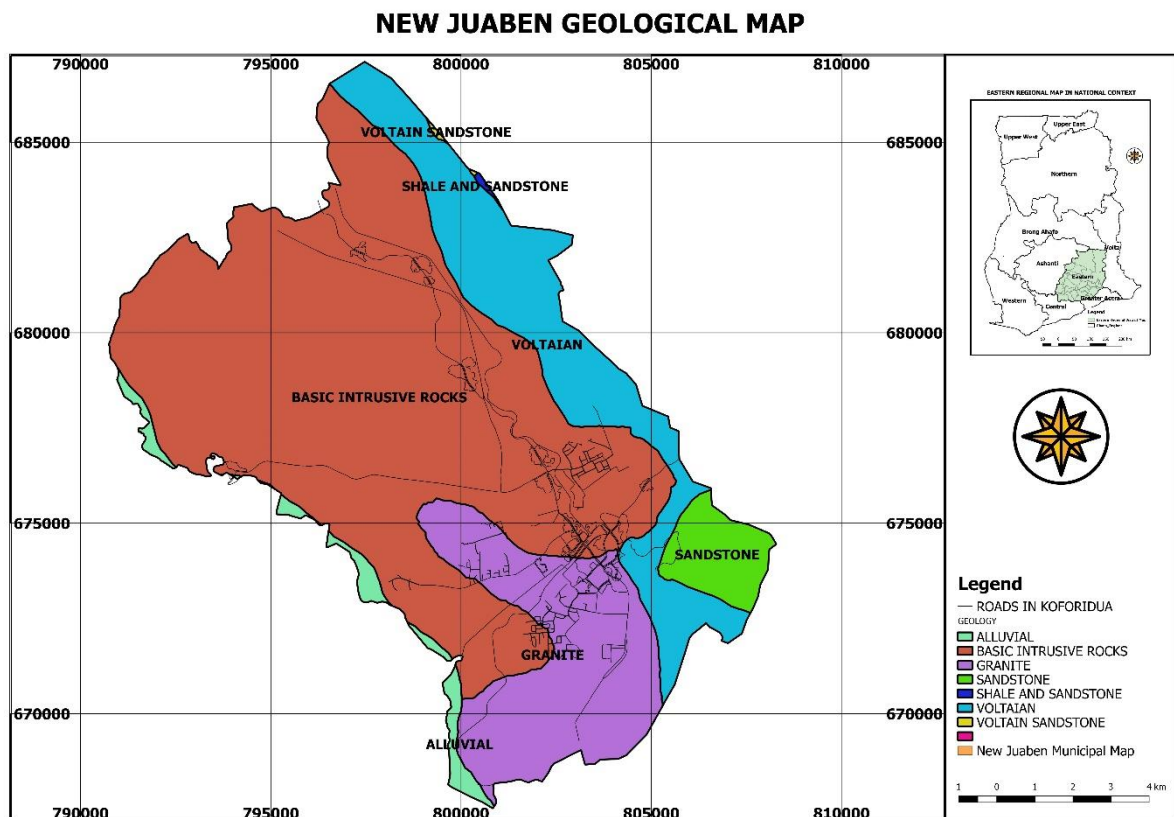 NEW JUABEN GEOLOGICAL MAP
790000 795000 800000 805000 810000
685000 685000
680000 680000
675000 675000
670000 670000
790000 795000 800000 805000 810000
VOLTAIN SANDSTONE
SHALE AND SANDSTONE
VOLTAIAN
BASIC INTRUSIVE ROCKS
SANDSTONE
GRANITE
ALLUVIAL
EASTERN REGIONAL MAP IN NATIONAL CONTEXT
Upper East
Upper West
Northern
Brong Ahafo
Volta
Ashanti
Eastern
Western
Greater Accra
Central
Legend
Legend
ROADS IN KOFORIDUA
GEOLOGY
ALLUVIAL
BASIC INTRUSIVE ROCKS
GRANITE
SANDSTONE
SHALE AND SANDSTONE
VOLTAIAN
VOLTAIN SANDSTONE
New Juaben Municipal Map
1 0 1 2 3 4 km